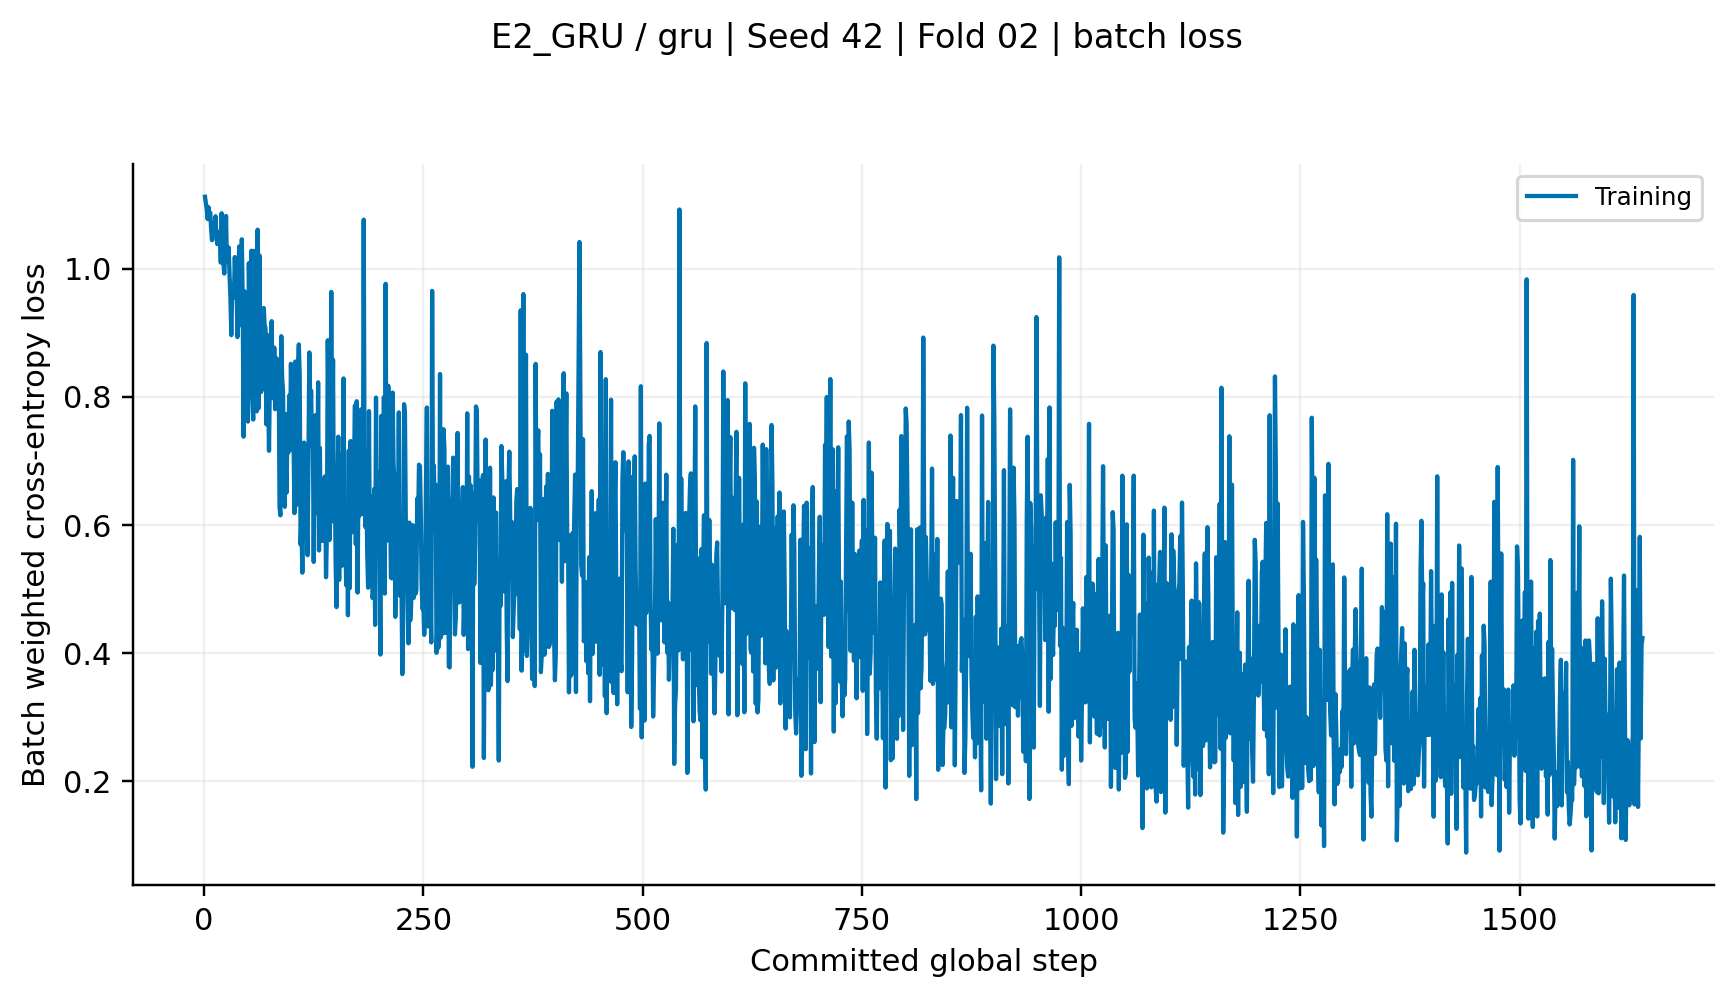 E2_GRU / gru | Seed 42 | Fold 02 | batch loss
Training
Batch weighted cross-entropy loss
1.0
0.8
0.6
0.4
0.2
0 250 500 750 1000 1250 1500
Committed global step